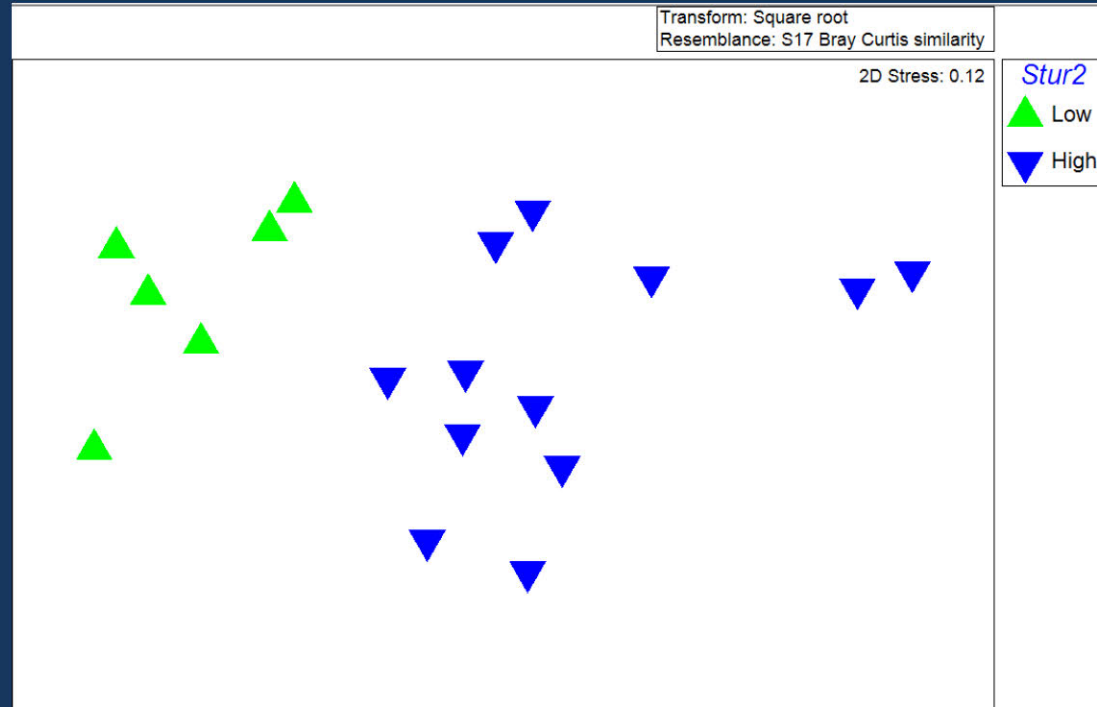 Transform: Square root
Resemblance: S17 Bray Curtis similarity
2D Stress: 0.12
Stur2
Low
High